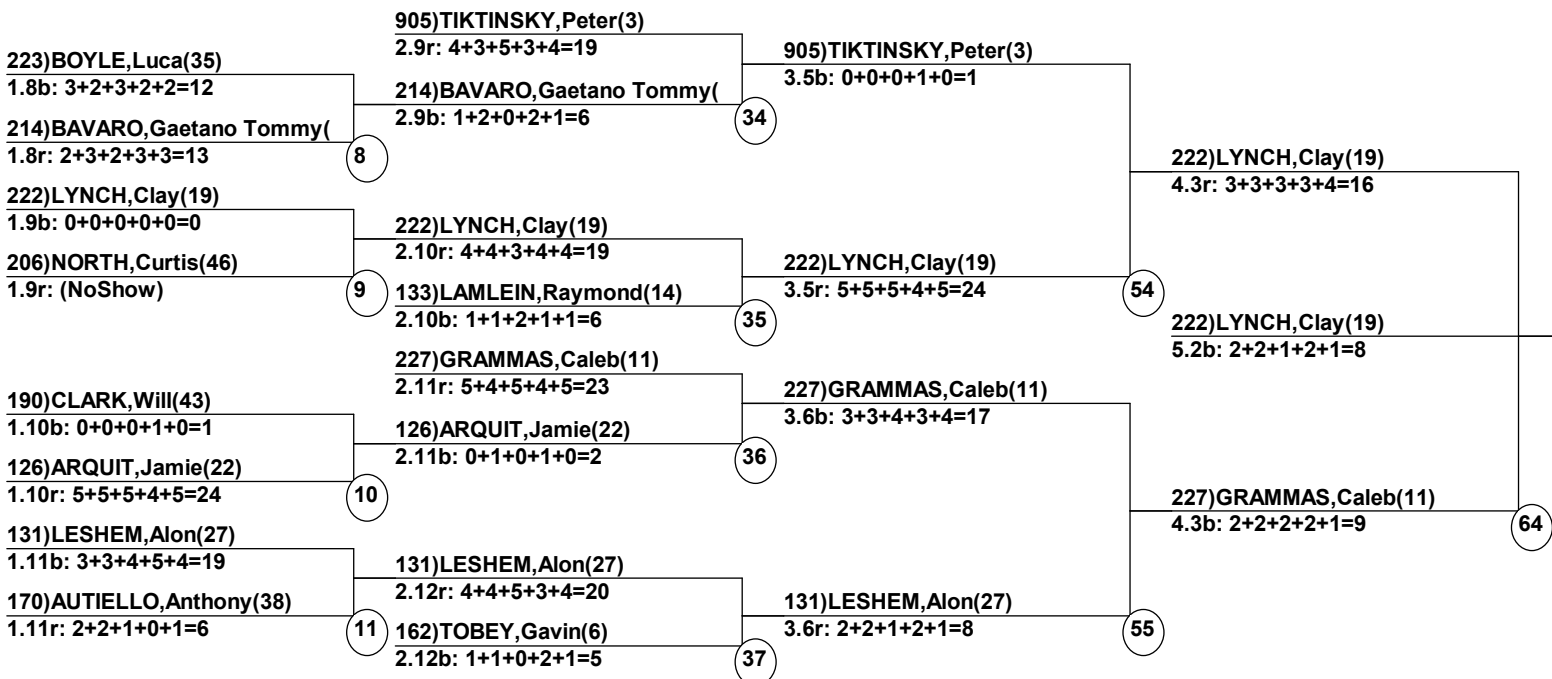 905)TIKTINSKY,Peter(3)
2.9r: 4+3+5+3+4=19
905)TIKTINSKY,Peter(3)
3.5b: 0+0+0+1+0=1
223)BOYLE,Luca(35)
1.8b: 3+2+3+2+2=12
214)BAVARO,Gaetano Tommy(
2.9b: 1+2+0+2+1=6
34
214)BAVARO,Gaetano Tommy(
1.8r: 2+3+2+3+3=13
8
222)LYNCH,Clay(19)
4.3r: 3+3+3+3+4=16
222)LYNCH,Clay(19)
1.9b: 0+0+0+0+0=0
222)LYNCH,Clay(19)
2.10r: 4+4+3+4+4=19
206)NORTH,Curtis(46)
1.9r: (NoShow)
9
222)LYNCH,Clay(19)
3.5r: 5+5+5+4+5=24
54
133)LAMLEIN,Raymond(14)
2.10b: 1+1+2+1+1=6
35
222)LYNCH,Clay(19)
5.2b: 2+2+1+2+1=8
227)GRAMMAS,Caleb(11)
2.11r: 5+4+5+4+5=23
227)GRAMMAS,Caleb(11)
3.6b: 3+3+4+3+4=17
190)CLARK,Will(43)
1.10b: 0+0+0+1+0=1
126)ARQUIT,Jamie(22)
2.11b: 0+1+0+1+0=2
36
126)ARQUIT,Jamie(22)
1.10r: 5+5+5+4+5=24
10
227)GRAMMAS,Caleb(11)
4.3b: 2+2+2+2+1=9
64
131)LESHEM,Alon(27)
1.11b: 3+3+4+5+4=19
131)LESHEM,Alon(27)
2.12r: 4+4+5+3+4=20
170)AUTIELLO,Anthony(38)
1.11r: 2+2+1+0+1=6
11
131)LESHEM,Alon(27)
3.6r: 2+2+1+2+1=8
55
162)TOBEY,Gavin(6)
2.12b: 1+1+0+2+1=5
37